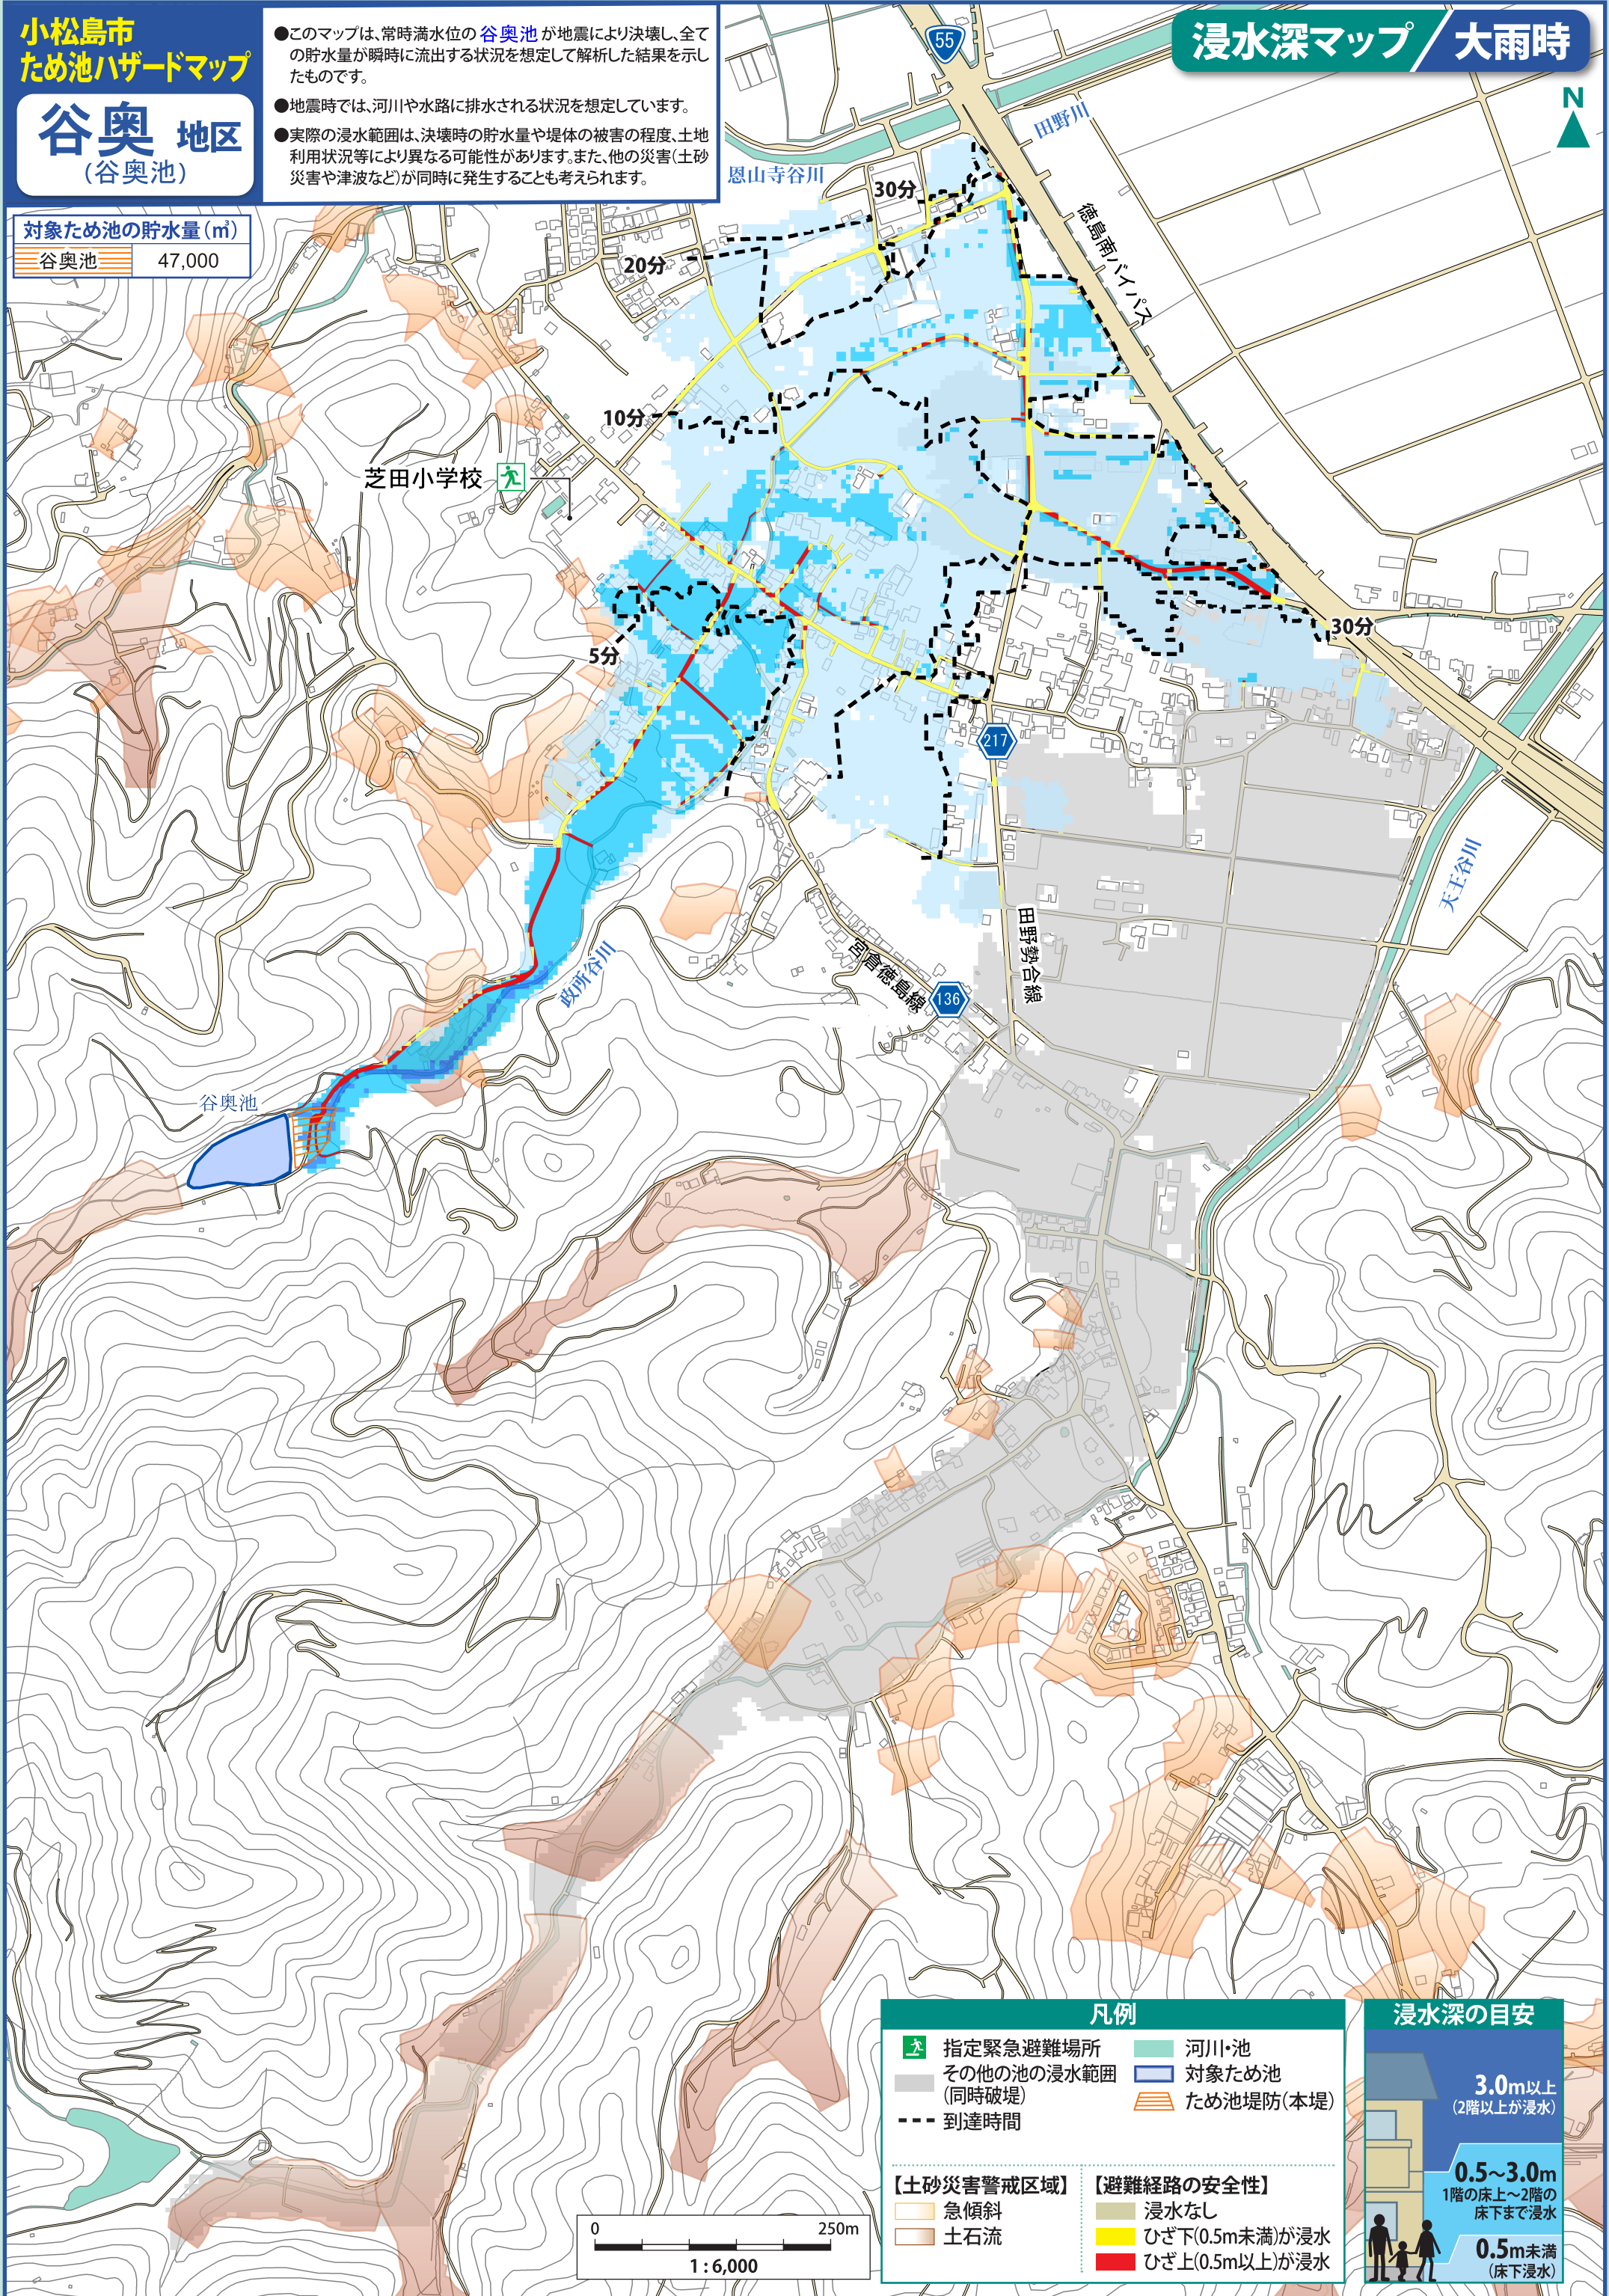 小松島市
ため池ハザードマップ
谷奥 地区
(谷奥池)
●このマップは、常時満水位の 谷奥池 が地震により決壊し、全て
の貯水量が瞬時に流出する状況を想定して解析した結果を示し
たものです。
●地震時では、河川や水路に排水される状況を想定しています。
●実際の浸水範囲は、決壊時の貯水量や堤体の被害の程度、土地
利用状況等により異なる可能性があります。また、他の災害(土砂
災害や津波など)が同時に発生することも考えられます。
浸水深マップ/大雨時
N
対象ため池の貯水量(㎥)
谷奥池 47,000
55
田野川
恩山寺谷川
徳島南バイパス
30分
20分
10分
芝田小学校
5分
30分
217
天王谷川
田野勢合線
宮倉徳島線
136
政所谷川
谷奥池
凡例
指定緊急避難場所
その他の池の浸水範囲
(同時破堤)
到達時間
河川・池
対象ため池
ため池堤防(本堤)
【土砂災害警戒区域】
急傾斜
土石流
【避難経路の安全性】
浸水なし
ひざ下(0.5m未満)が浸水
ひざ上(0.5m以上)が浸水
浸水深の目安
3.0m以上
(2階以上が浸水)
0.5〜3.0m
1階の床上〜2階の
床下まで浸水
0.5m未満
(床下浸水)
0 250m
1:6,000